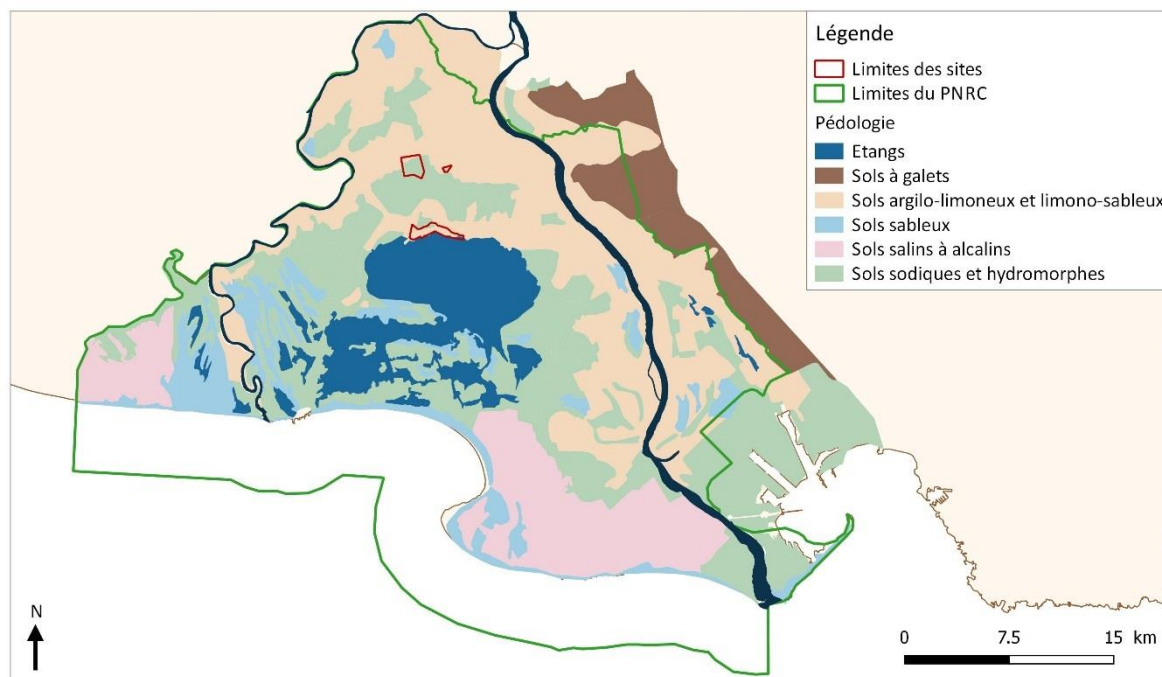 Légende
Limites des sites
Limites du PNRC
Pédologie
Etangs
Sols à galets
Sols argilo-limoneux et limono-sableux
Sols sableux
Sols salins à alcalins
Sols sodiques et hydromorphes
N
0 7.5 15 km